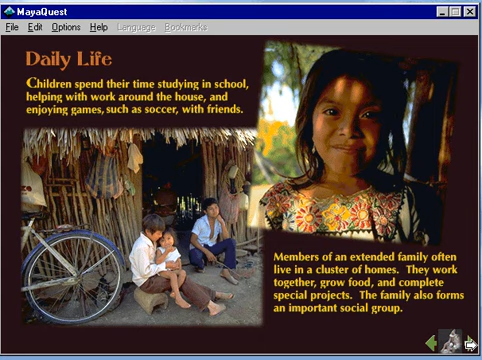 MayaQuest
File Edit Options Help Language Bookmarks
Daily Life
Children spend their time studying in school,
helping with work around the house, and
enjoying games, such as soccer, with friends.
Members of an extended family often
live in a cluster of homes. They work
together, grow food, and complete
special projects. The family also forms
an important social group.